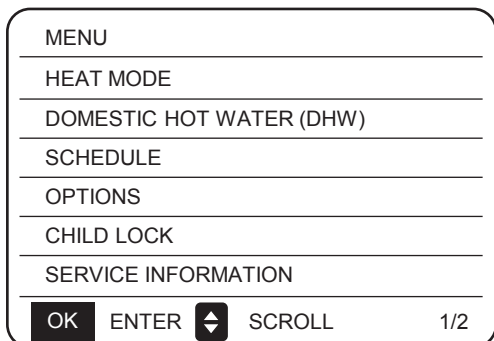 MENU
HEAT MODE
DOMESTIC HOT WATER (DHW)
SCHEDULE
OPTIONS
CHILD LOCK
SERVICE INFORMATION
OK ENTER SCROLL 1/2